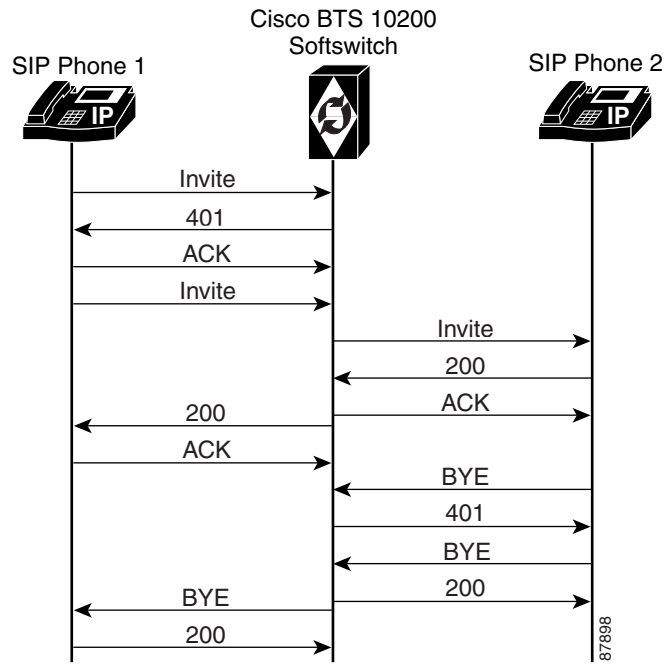 Cisco BTS 10200
Softswitch
SIP Phone 1
SIP Phone 2
IP
IP
Invite
401
ACK
Invite
Invite
200
ACK
200
ACK
BYE
401
BYE
200
BYE
200
87898